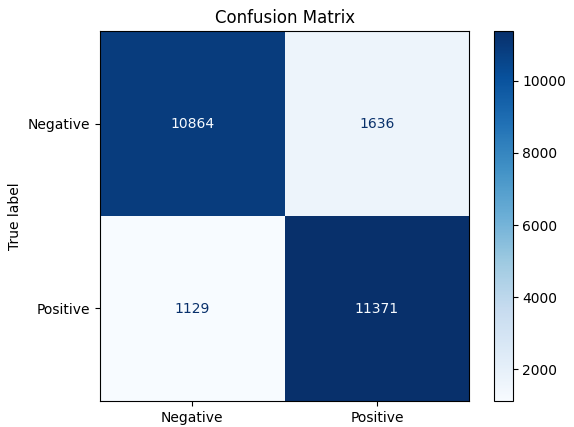 Confusion Matrix
True label
Negative
10864
1636
Positive
1129
11371
Negative
Positive
10000
8000
6000
4000
2000